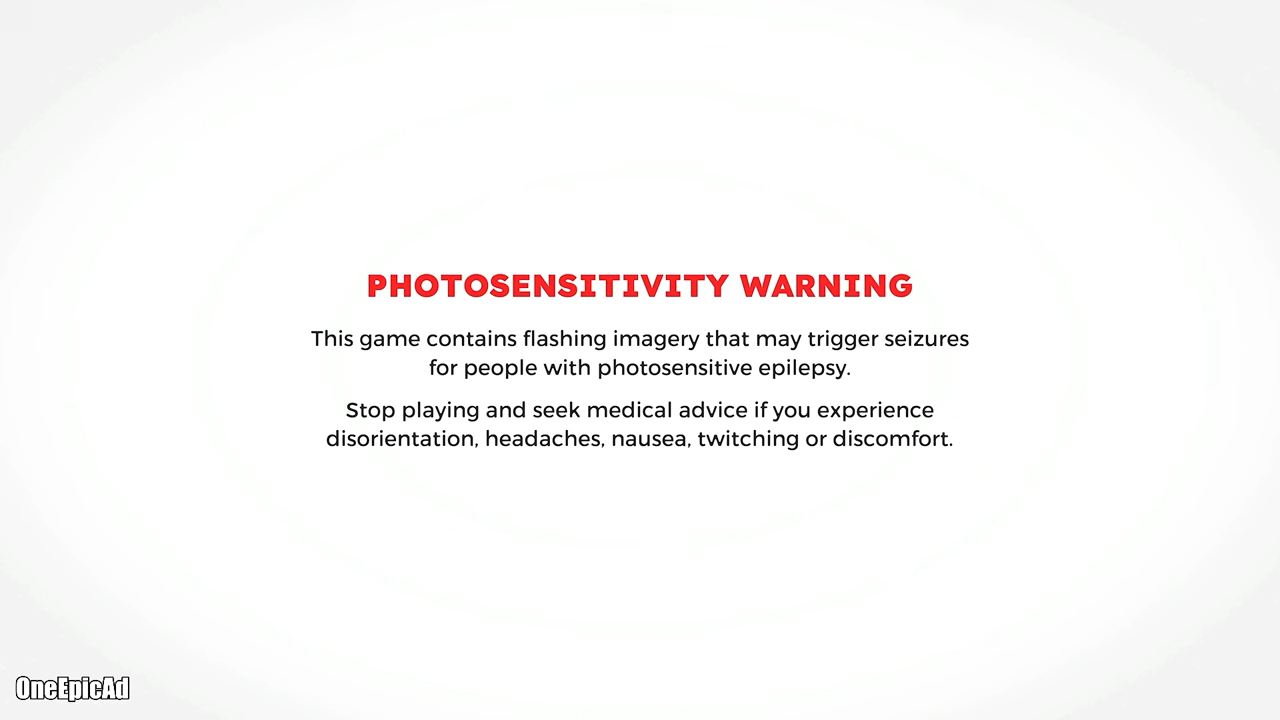 PHOTOSENSITIVITY WARNING
This game contains flashing imagery that may trigger seizures
for people with photosensitive epilepsy.
Stop playing and seek medical advice if you experience
disorientation, headaches, nausea, twitching or discomfort.
OneEpicAd